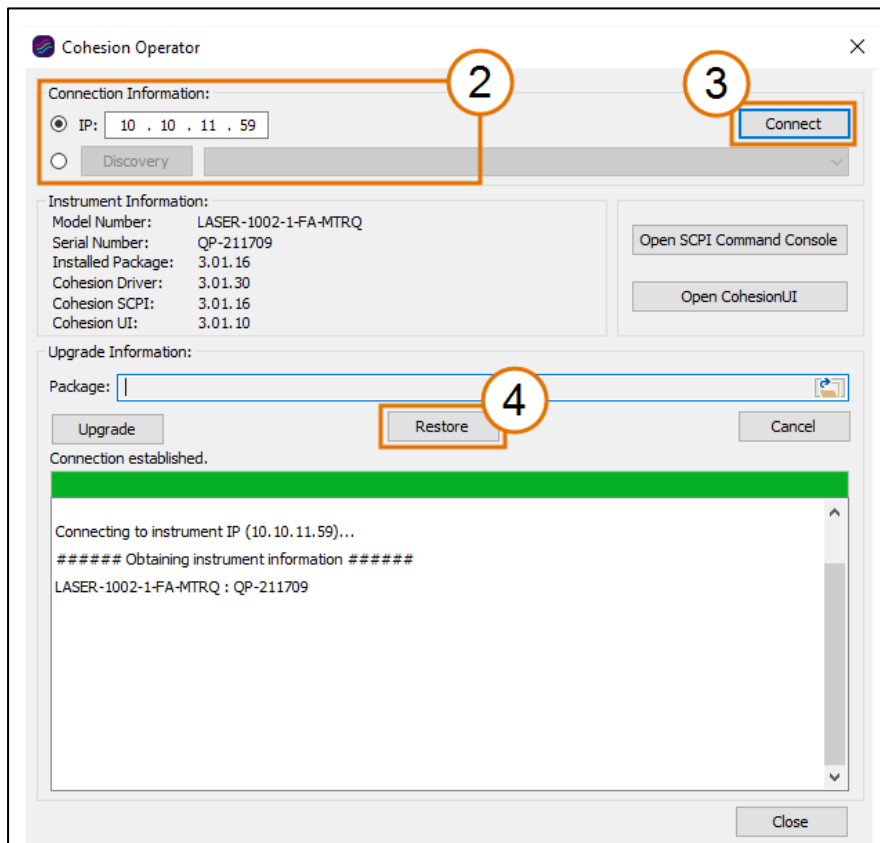 Cohesion Operator
2
3
Connection Information:
IP: 10 . 10 . 11 . 59
Connect
Discovery
Instrument Information:
Model Number: LASER-1002-1-FA-MTRQ
Serial Number: QP-211709
Installed Package: 3.01.16
Cohesion Driver: 3.01.30
Cohesion SCPI: 3.01.16
Cohesion UI: 3.01.10
Open SCPI Command Console
Open CohesionUI
Upgrade Information:
Package:
4
Upgrade
Restore
Cancel
Connection established.
Connecting to instrument IP (10.10.11.59)...
###### Obtaining instrument information ######
LASER-1002-1-FA-MTRQ : QP-211709
Close